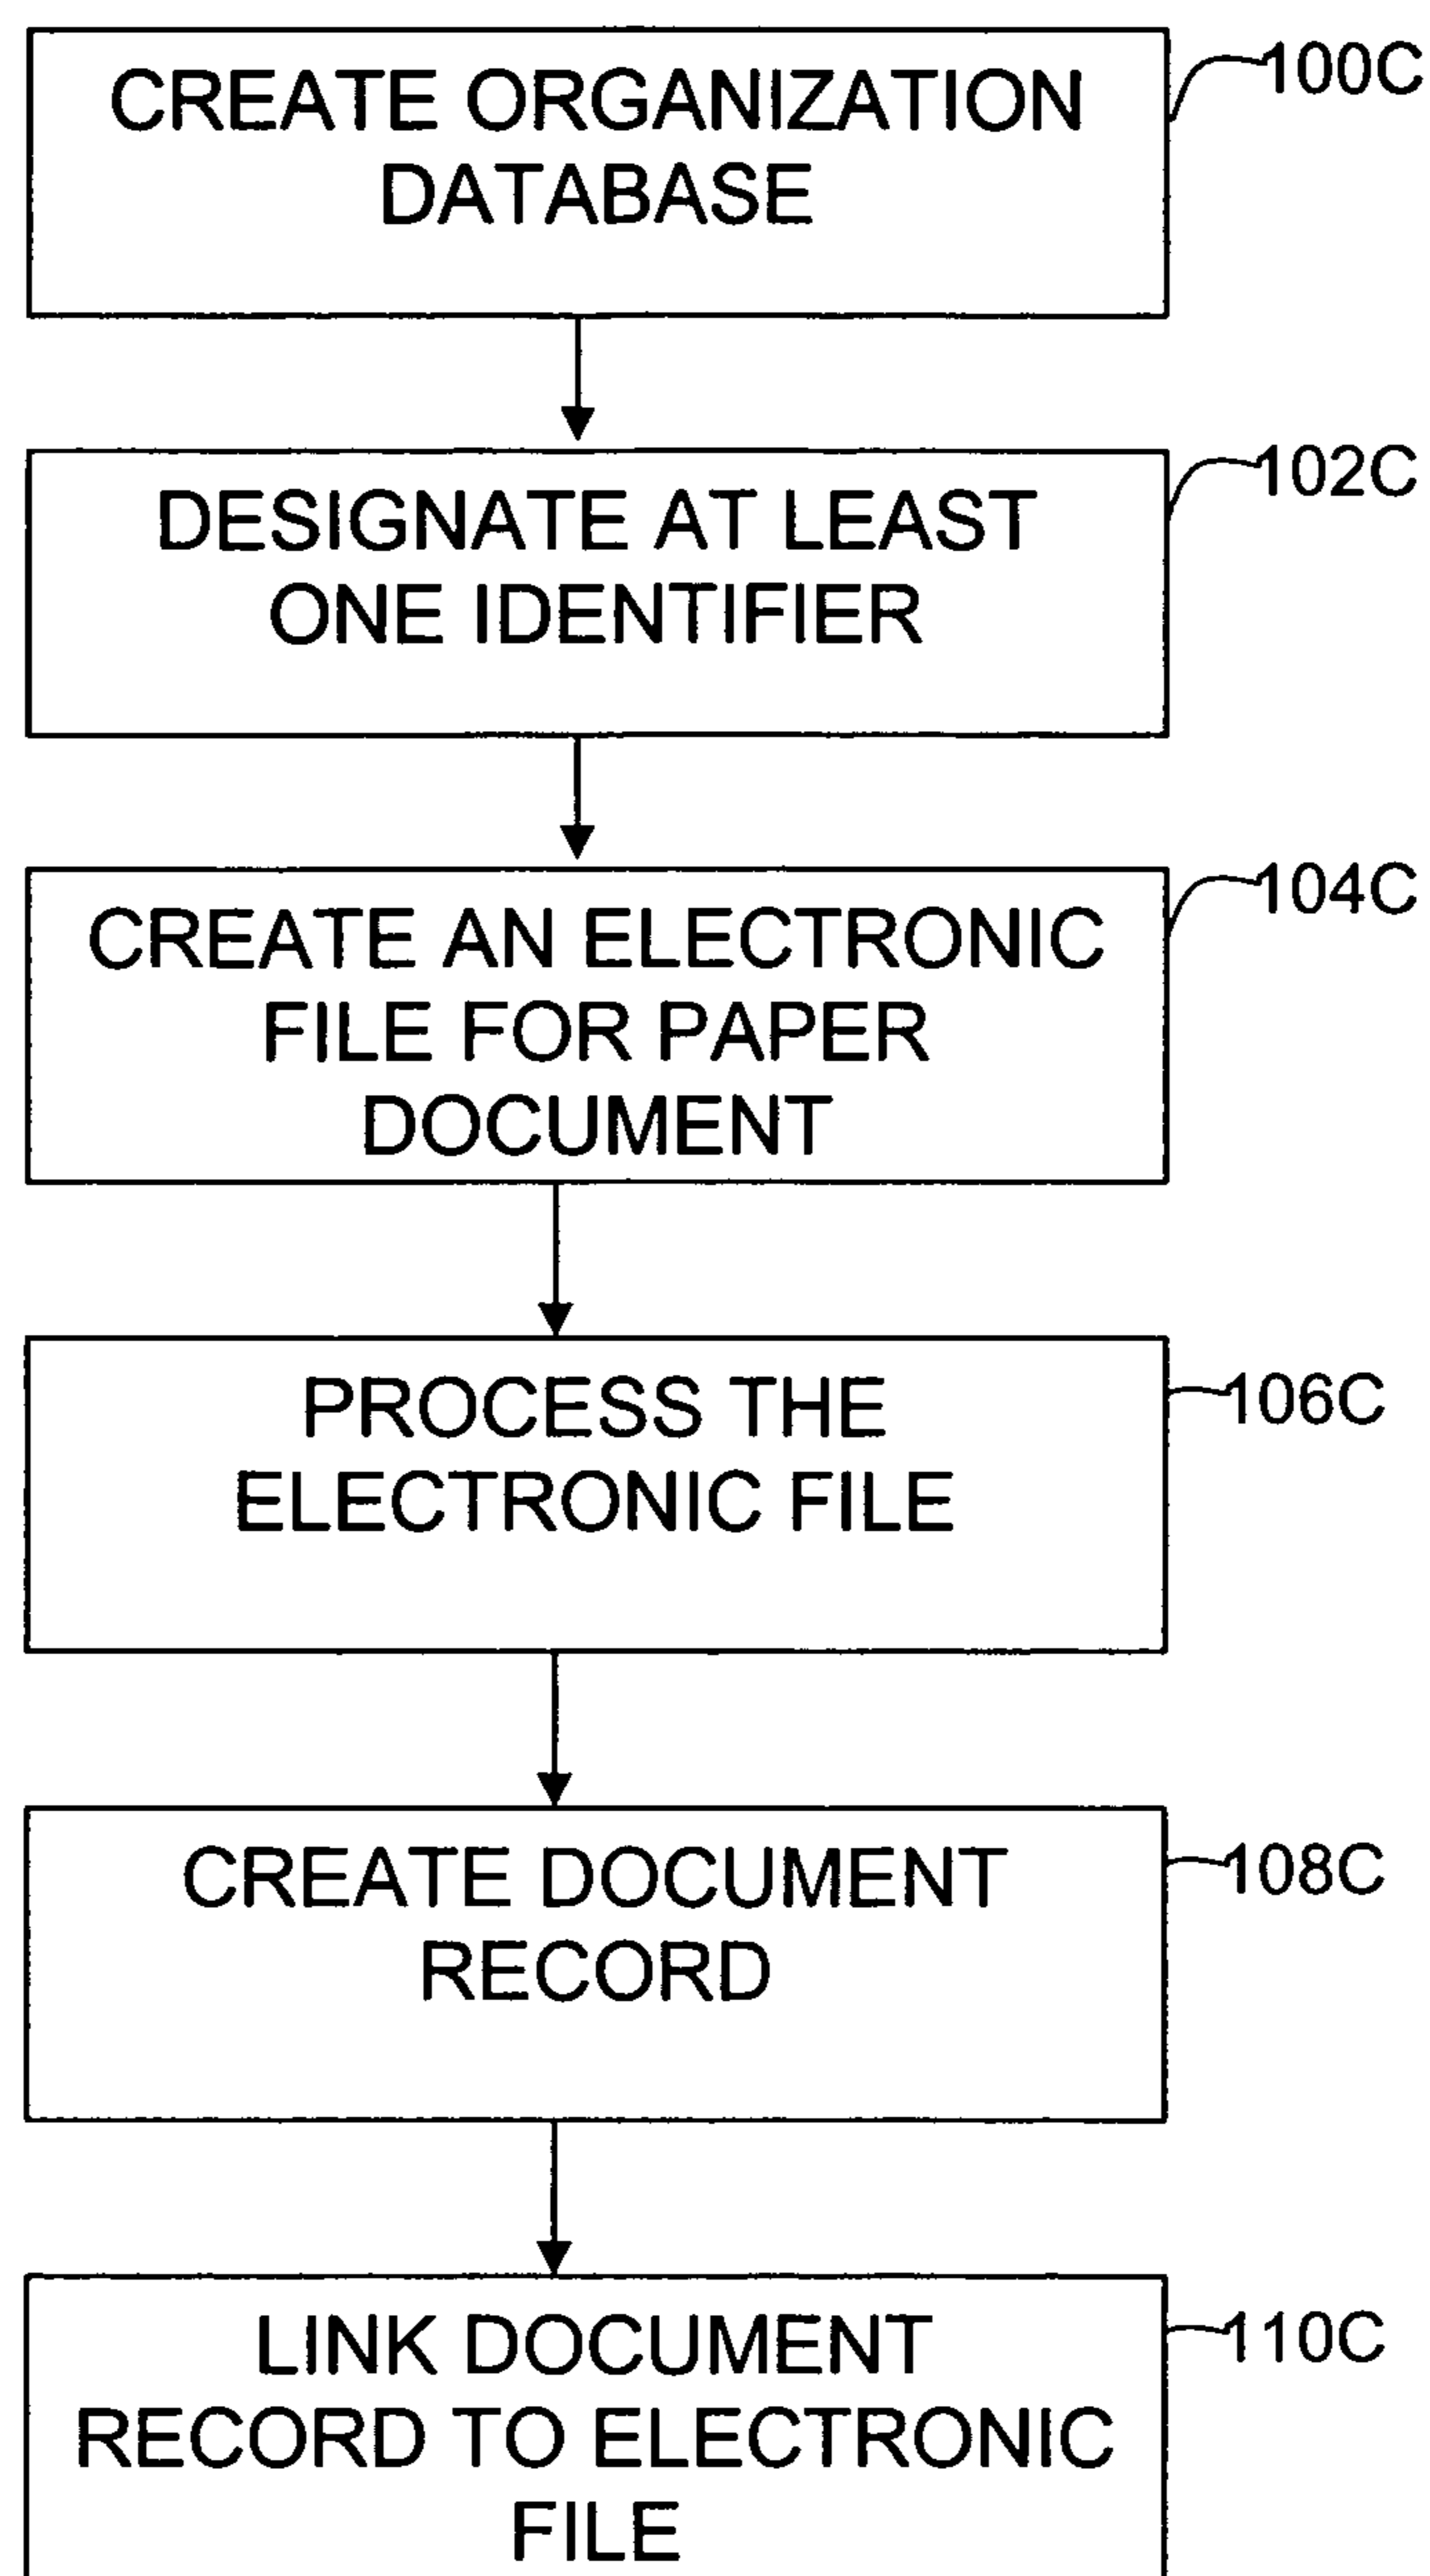 CREATE ORGANIZATION
DATABASE
100C
DESIGNATE AT LEAST
ONE IDENTIFIER
102C
CREATE AN ELECTRONIC
FILE FOR PAPER
DOCUMENT
104C
PROCESS THE
ELECTRONIC FILE
106C
CREATE DOCUMENT
RECORD
108C
LINK DOCUMENT
RECORD TO ELECTRONIC
FILE
110C